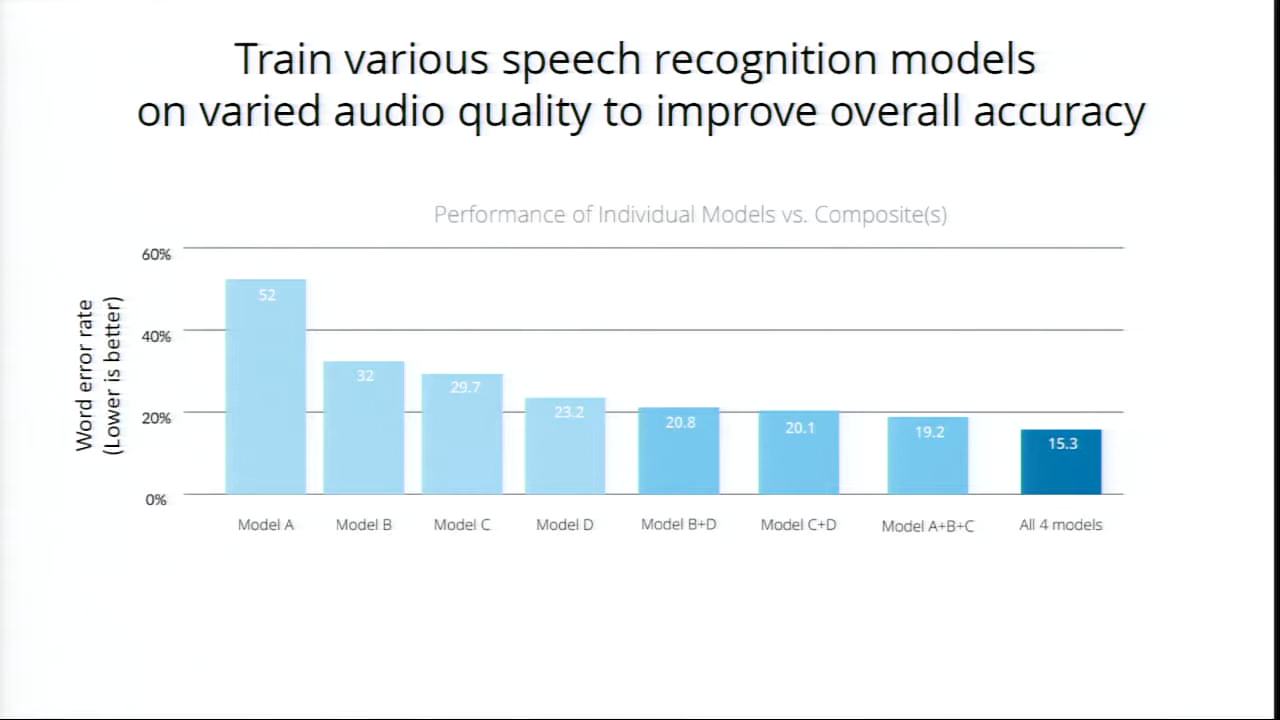 Train various speech recognition models
on varied audio quality to improve overall accuracy
Performance of Individual Models vs. Composite(s)
Word error rate
(Lower is better)
60%
40%
20%
0%
52
32
29.7
23.2
20.8
20.1
19.2
15.3
Model A
Model B
Model C
Model D
Model B+D
Model C+D
Model A+B+C
All 4 models